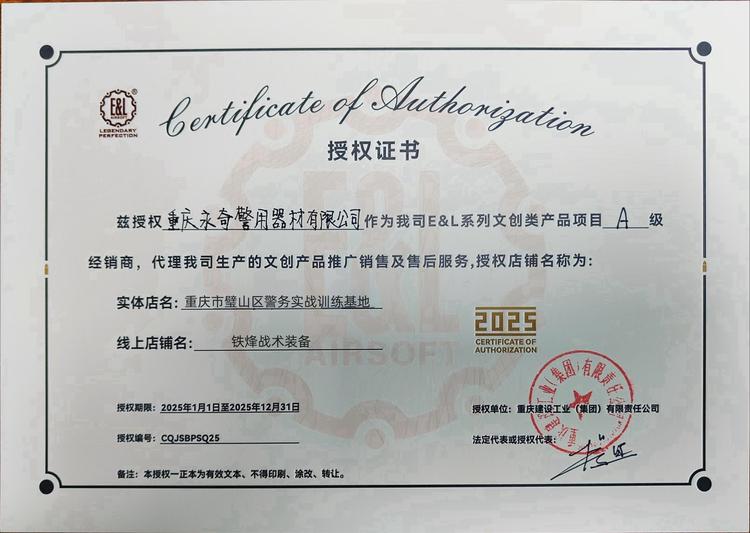 E&L
AIRSOFT
LEGENDARY
PERFECTION
Certificate of Authorization
授权证书
兹授权 重庆永奇警用器材有限公司 作为我司E&L系列文创类产品项目 A 级
经销商，代理我司生产的文创产品推广销售及售后服务,授权店铺名称为：
实体店名：重庆市璧山区警务实战训练基地
线上店铺名： 铁烽战术装备
E&L
AIRSOFT
2025
CERTIFICATE OF
AUTHORIZATION
授权期限： 2025年1月1日至2025年12月31日
授权单位：重庆建设工业（集团）有限责任公司
授权编号： CQJSBPSQ25
法定代表或授权代表：
备注：本授权一正本为有效文本、不得印刷、涂改、转让。